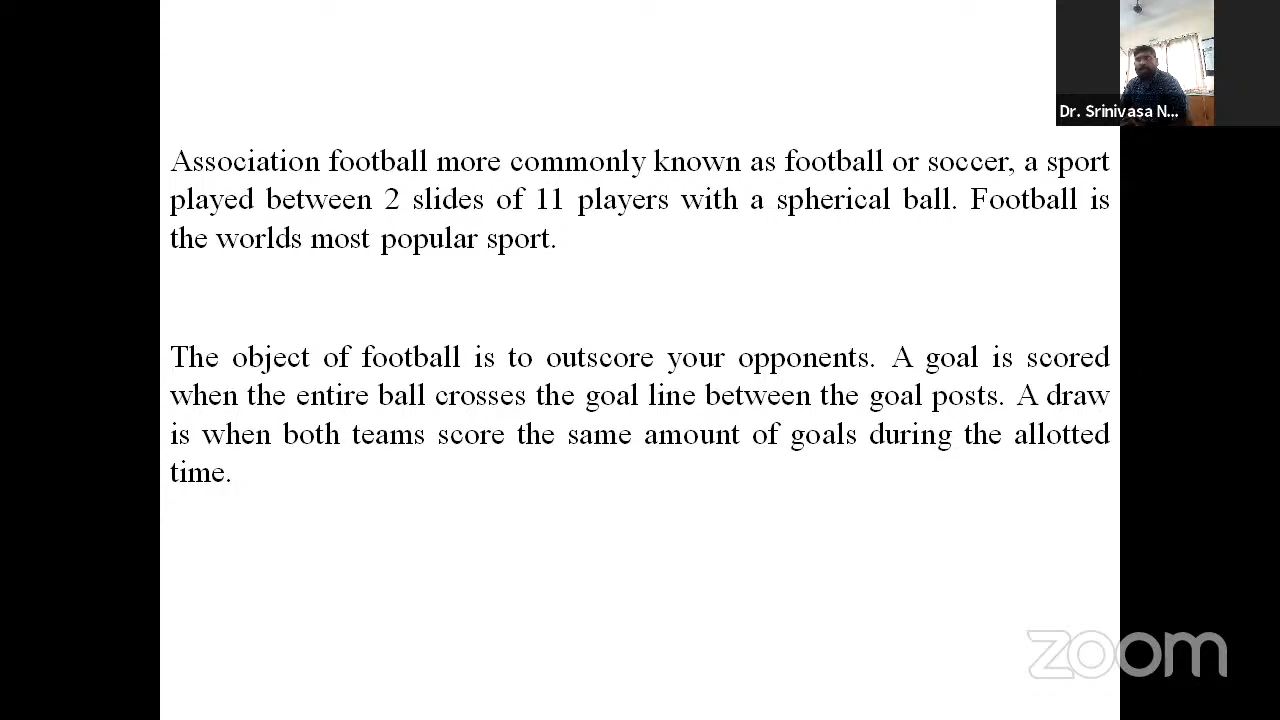 Dr. Srinivasa N...
Association football more commonly known as football or soccer, a sport
played between 2 slides of 11 players with a spherical ball. Football is
the worlds most popular sport.
The object of football is to outscore your opponents. A goal is scored
when the entire ball crosses the goal line between the goal posts. A draw
is when both teams score the same amount of goals during the allotted
time.
zoom